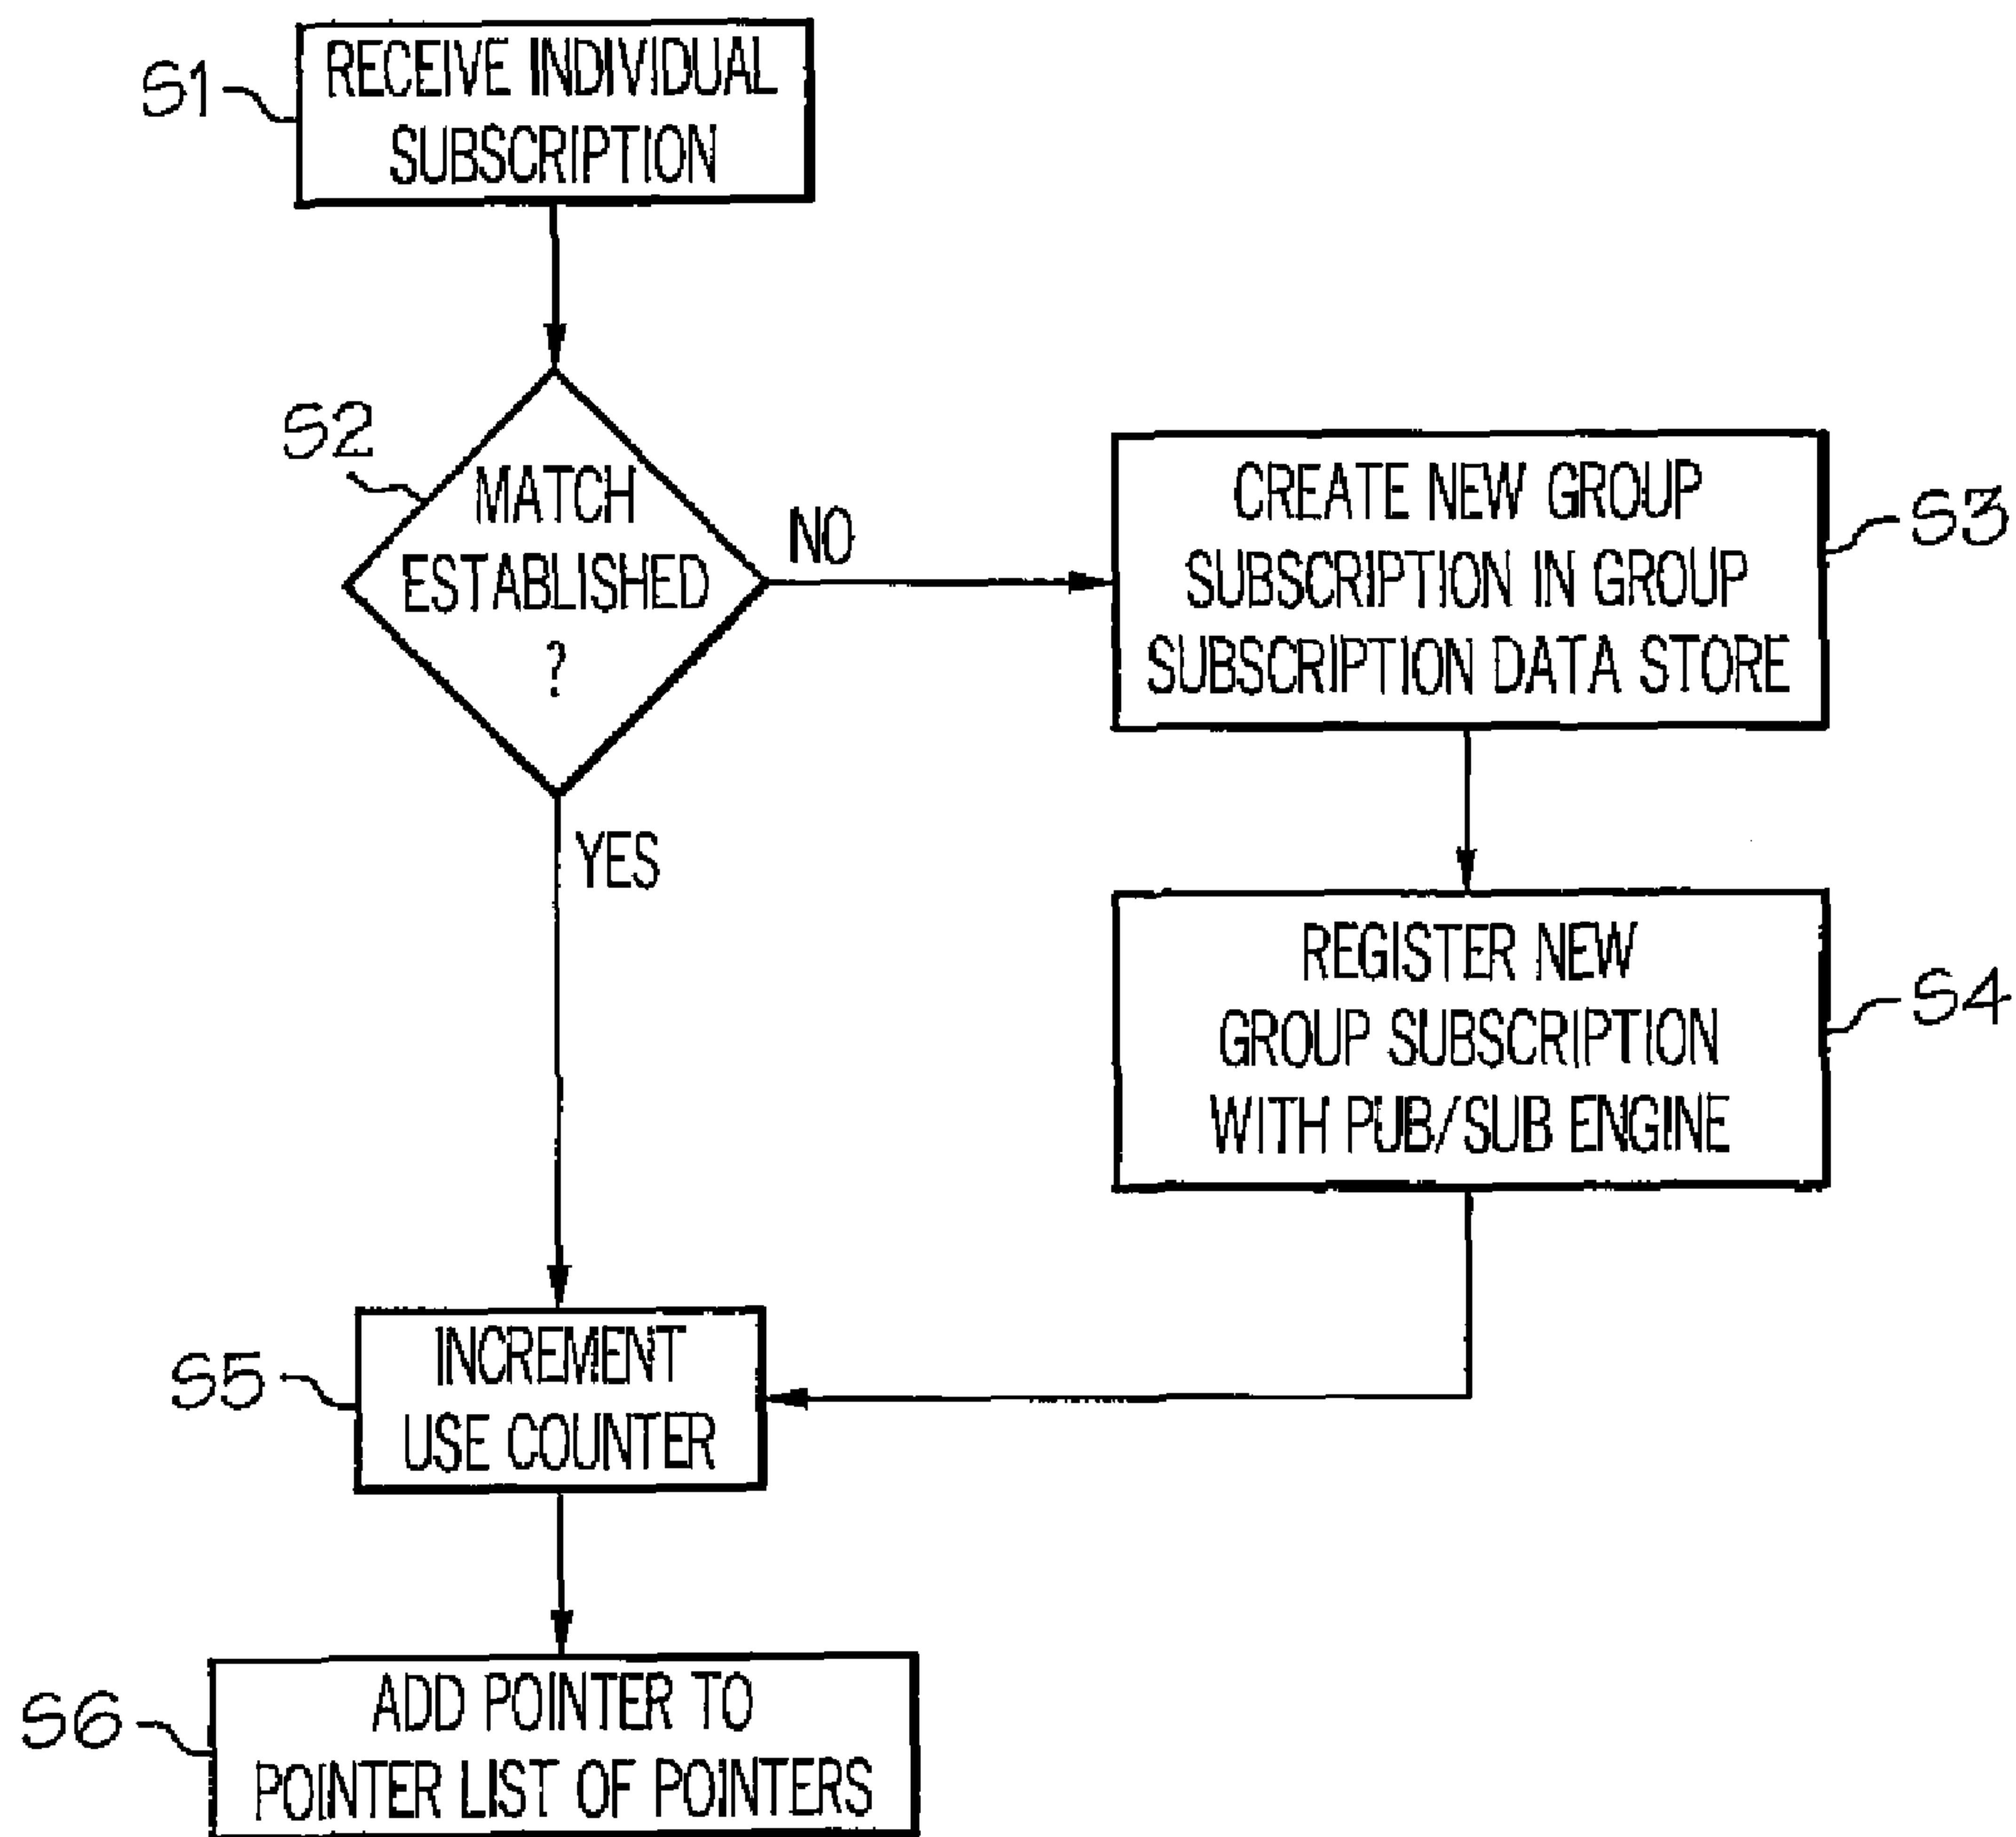 S1
RECEIVE INDIVIDUAL
SUBSCRIPTION
S2
MATCH
ESTABLISHED
?
NO
YES
CREATE NEW GROUP
SUBSCRIPTION IN GROUP
SUBSCRIPTION DATA STORE
S3
REGISTER NEW
GROUP SUBSCRIPTION
WITH PUB/SUB ENGINE
S4
S5
INCREMENT
USE COUNTER
S6
ADD POINTER TO
POINTER LIST OF POINTERS